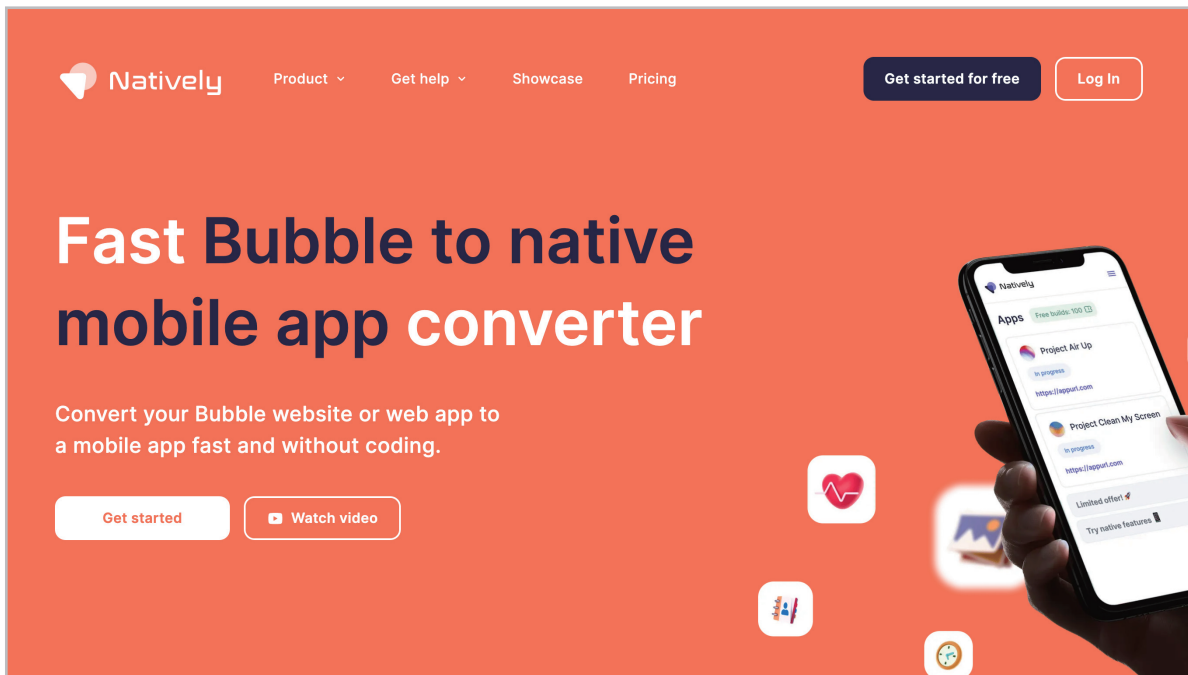 Natively
Product
Get help
Showcase
Pricing
Get started for free
Log In
Fast Bubble to native
mobile app converter
Convert your Bubble website or web app to
a mobile app fast and without coding.
Get started
Watch video
Natively
Apps
Free builds: 100
Project Air Up
In progress
https://appurl.com
Project Clean My Screen
In progress
https://appurl.com
Limited offer!
Try native features